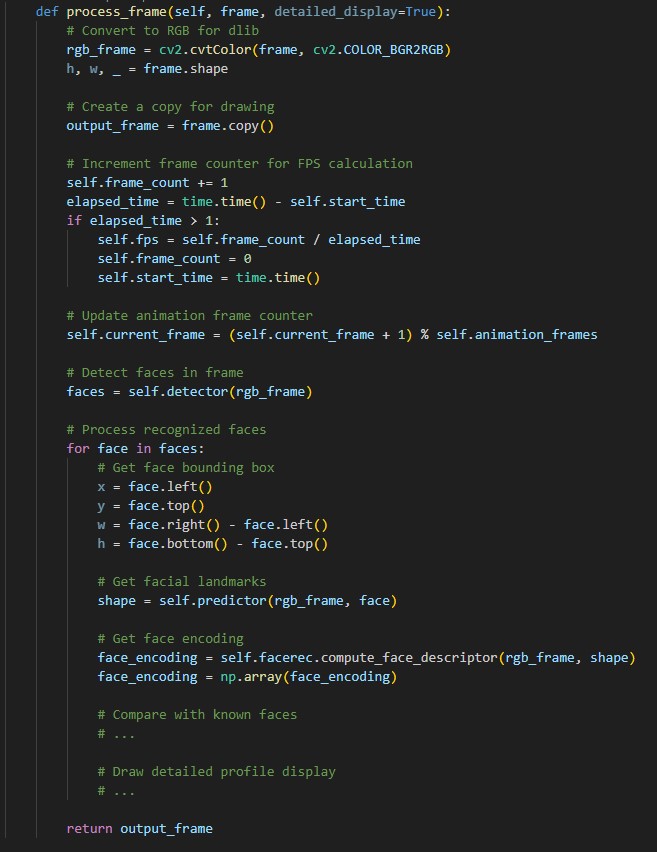 def process_frame(self, frame, detailed_display=True):
# Convert to RGB for dlib
rgb_frame = cv2.cvtColor(frame, cv2.COLOR_BGR2RGB)
h, w, _ = frame.shape
# Create a copy for drawing
output_frame = frame.copy()
# Increment frame counter for FPS calculation
self.frame_count += 1
elapsed_time = time.time() - self.start_time
if elapsed_time > 1:
self.fps = self.frame_count / elapsed_time
self.frame_count = 0
self.start_time = time.time()
# Update animation frame counter
self.current_frame = (self.current_frame + 1) % self.animation_frames
# Detect faces in frame
faces = self.detector(rgb_frame)
# Process recognized faces
for face in faces:
# Get face bounding box
x = face.left()
y = face.top()
w = face.right() - face.left()
h = face.bottom() - face.top()
# Get facial landmarks
shape = self.predictor(rgb_frame, face)
# Get face encoding
face_encoding = self.facerec.compute_face_descriptor(rgb_frame, shape)
face_encoding = np.array(face_encoding)
# Compare with known faces
# ...
# Draw detailed profile display
# ...
return output_frame